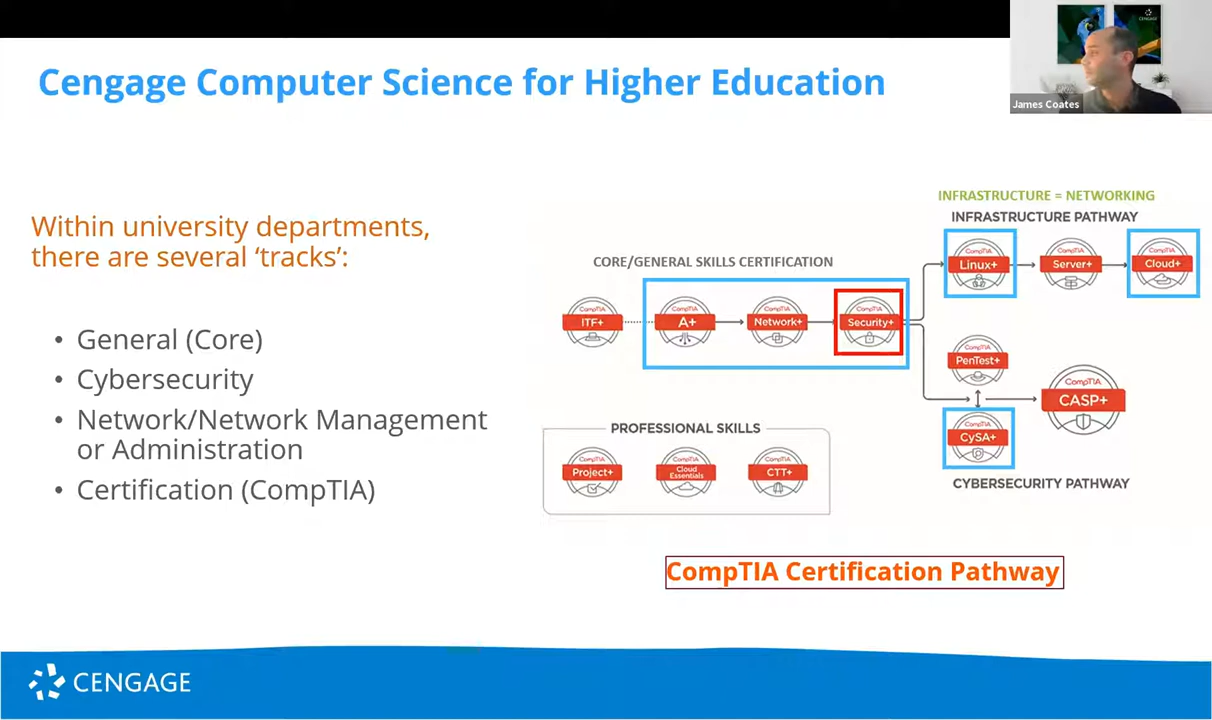 CENGAGE
James Coates
Cengage Computer Science for Higher Education
Within university departments,
there are several ‘tracks’:
• General (Core)
• Cybersecurity
• Network/Network Management
or Administration
• Certification (CompTIA)
INFRASTRUCTURE = NETWORKING
INFRASTRUCTURE PATHWAY
CompTIA
Linux+
CompTIA
Server+
CompTIA
Cloud+
CORE/GENERAL SKILLS CERTIFICATION
CompTIA
ITF+
CompTIA
A+
CompTIA
Network+
CompTIA
Security+
CompTIA
PenTest+
CompTIA
CASP+
CompTIA
CySA+
CYBERSECURITY PATHWAY
PROFESSIONAL SKILLS
CompTIA
Project+
CompTIA
Cloud
Essentials
CompTIA
CTT+
CompTIA Certification Pathway
CENGAGE